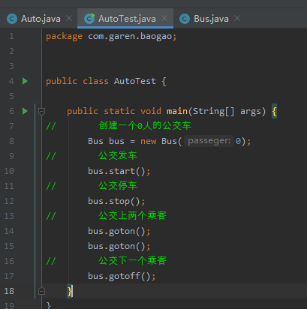 Auto.java × AutoTest.java × Bus.java ×
1 package com.garen.baogao;
2
3
4 public class AutoTest {
5
6 public static void main(String[] args) {
7 // 创建一个0人的公交车
8 Bus bus = new Bus( passeger: 0);
9 // 公交发车
10 bus.start();
11 // 公交停车
12 bus.stop();
13 // 公交上两个乘客
14 bus.goton();
15 bus.goton();
16 // 公交下一个乘客
17 bus.gotoff();
18 }
19 }